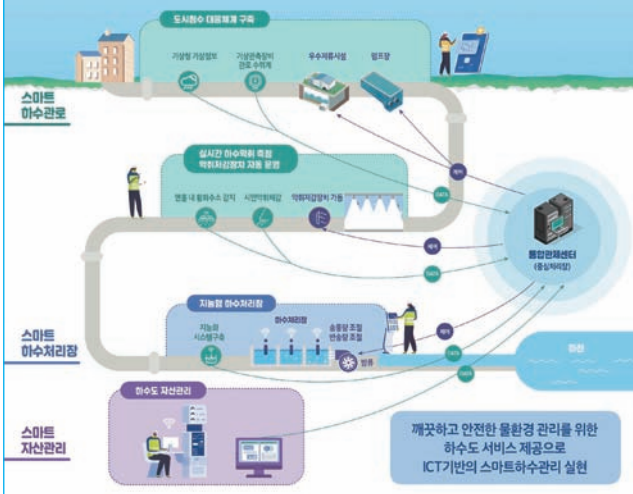 도시침수 대응체계 구축
기상청 기상정보
기상관측장비
관로 수위계
우수저류시설
펌프장
스마트
하수관로
제어
DATA
실시간 하수악취 측정
악취저감장치 자동 운영
맨홀 내 황화수소 감지
시민악취체감
악취저감장치 가동
제어
DATA
통합관제센터
(중심처리장)
지능형 하수처리장
지능화
시스템구축
하수처리장
송풍량 조절
반송량 조절
방류
제어
DATA
DATA
하천
스마트
하수처리장
하수도 자산관리
스마트
자산관리
깨끗하고 안전한 물환경 관리를 위한
하수도 서비스 제공으로
ICT기반의 스마트하수관리 실현